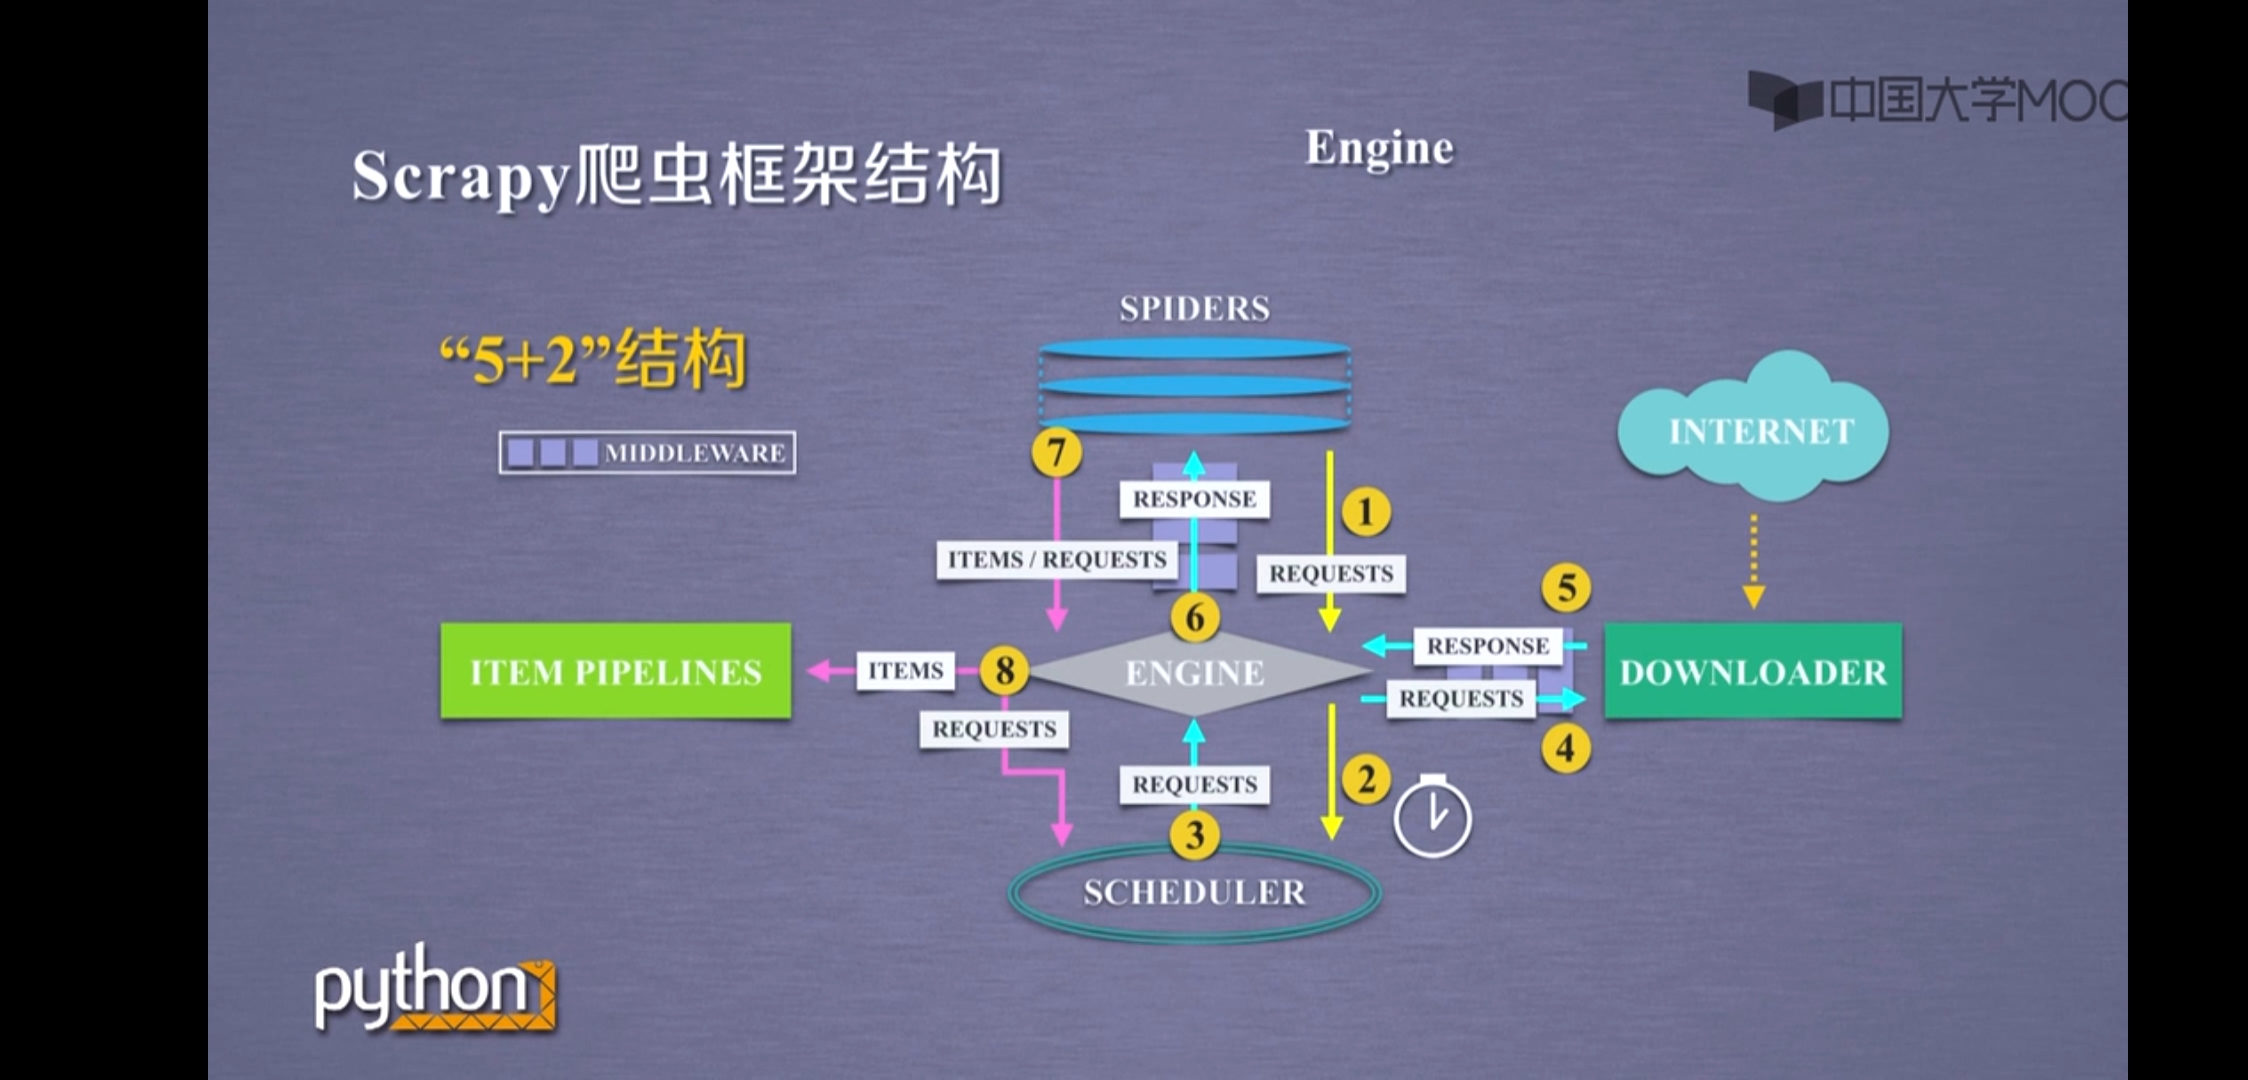 中国大学MOO
Engine
Scrapy爬虫框架结构
SPIDERS
“5+2”结构
MIDDLEWARE
INTERNET
7
RESPONSE
1
ITEMS / REQUESTS
REQUESTS
5
6
RESPONSE
ITEM PIPELINES
ITEMS
8
ENGINE
DOWNLOADER
REQUESTS
REQUESTS
4
REQUESTS
2
3
SCHEDULER
python